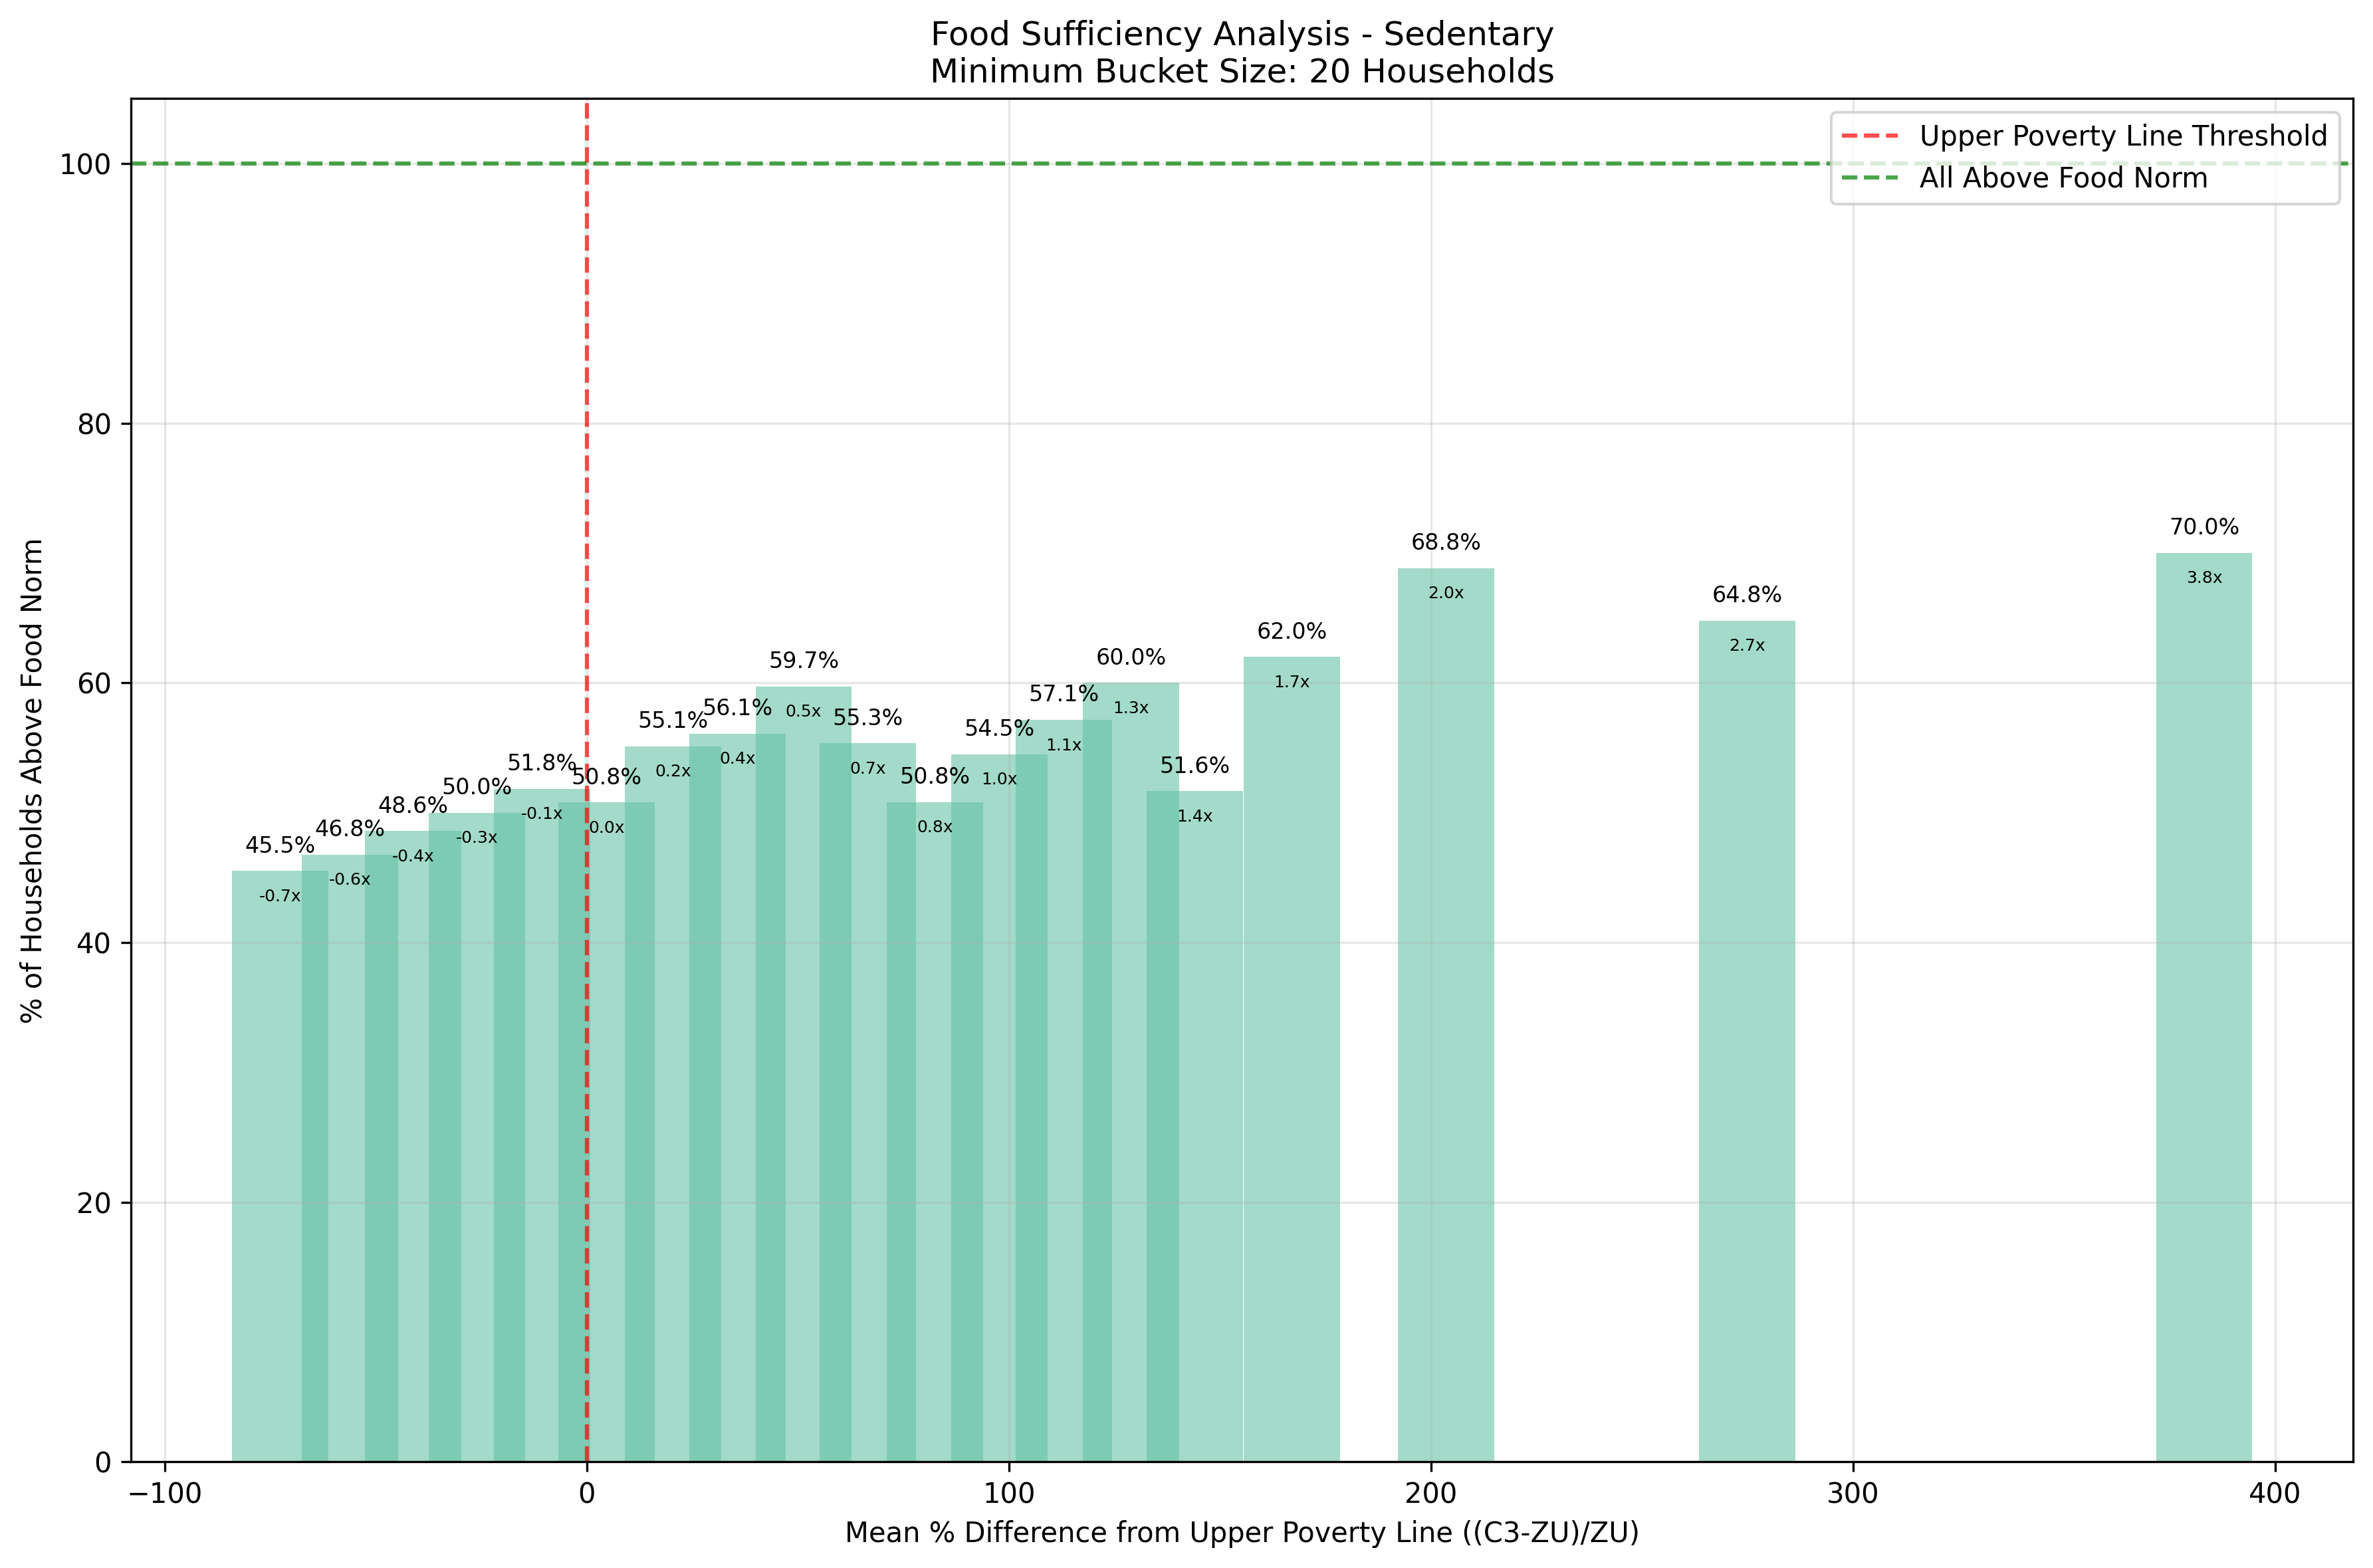 Food Sufficiency Analysis - Sedentary
Minimum Bucket Size: 20 Households
Upper Poverty Line Threshold
All Above Food Norm
% of Households Above Food Norm
100
80
60
40
20
0
45.5%
46.8%
48.6%
50.0%
51.8%
50.8%
55.1%
56.1%
59.7%
55.3%
50.8%
54.5%
57.1%
60.0%
51.6%
62.0%
68.8%
64.8%
70.0%
-0.7x
-0.6x
-0.4x
-0.3x
-0.1x
0.0x
0.2x
0.4x
0.5x
0.7x
0.8x
1.0x
1.1x
1.3x
1.4x
1.7x
2.0x
2.7x
3.8x
−100
0
100
200
300
400
Mean % Difference from Upper Poverty Line ((C3-ZU)/ZU)